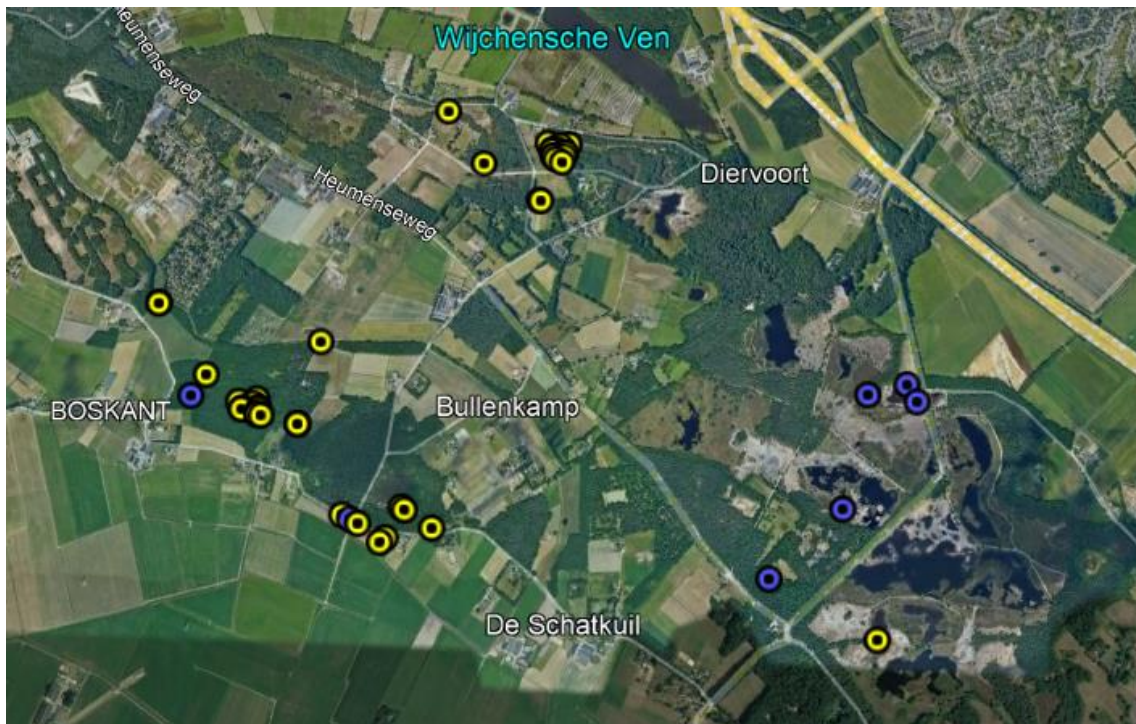 Wijchensche Ven
Heumenseweg
Diervoort
Heumenseweg
BOSKANT
Bullenkamp
De Schatkuil